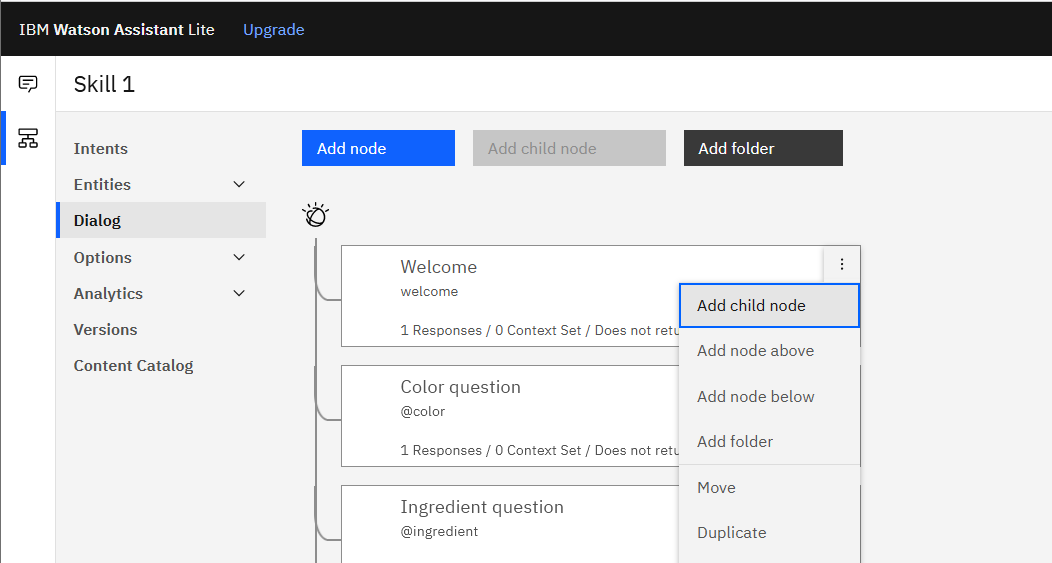 IBM Watson Assistant Lite Upgrade
Skill 1
Intents
Entities
Dialog
Options
Analytics
Versions
Content Catalog
Add node Add child node Add folder
Welcome
welcome
1 Responses / 0 Context Set / Does not retu
Color question
@color
1 Responses / 0 Context Set / Does not retu
Ingredient question
@ingredient
Add child node
Add node above
Add node below
Add folder
Move
Duplicate